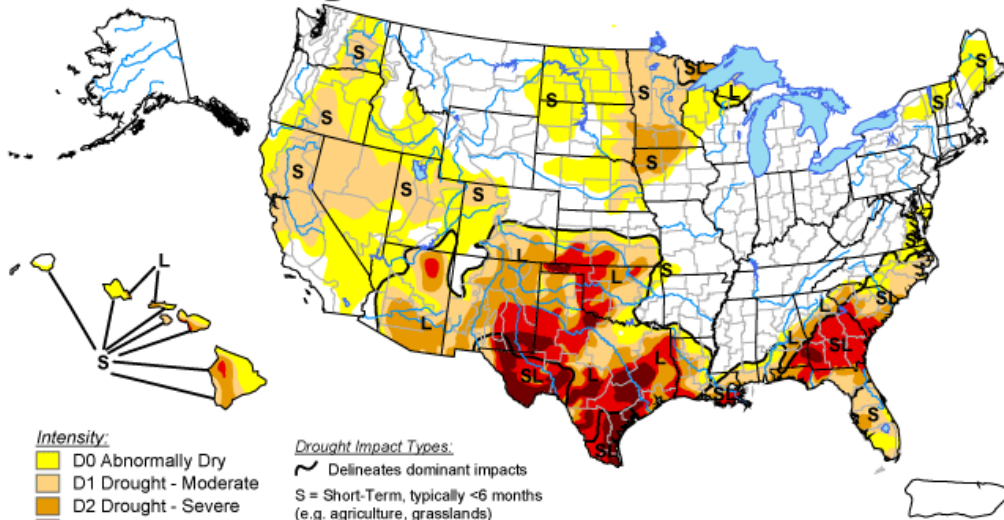 S
SL
L
S
S
S
S
S
S
S
S
S
S
L
L
L
S
S
SL
L
SL
L
L
L
SL
SL
SL
S
L
S
Intensity:
D0 Abnormally Dry
D1 Drought - Moderate
D2 Drought - Severe
Drought Impact Types:
Delineates dominant impacts
S = Short-Term, typically <6 months
(e.g. agriculture, grasslands)